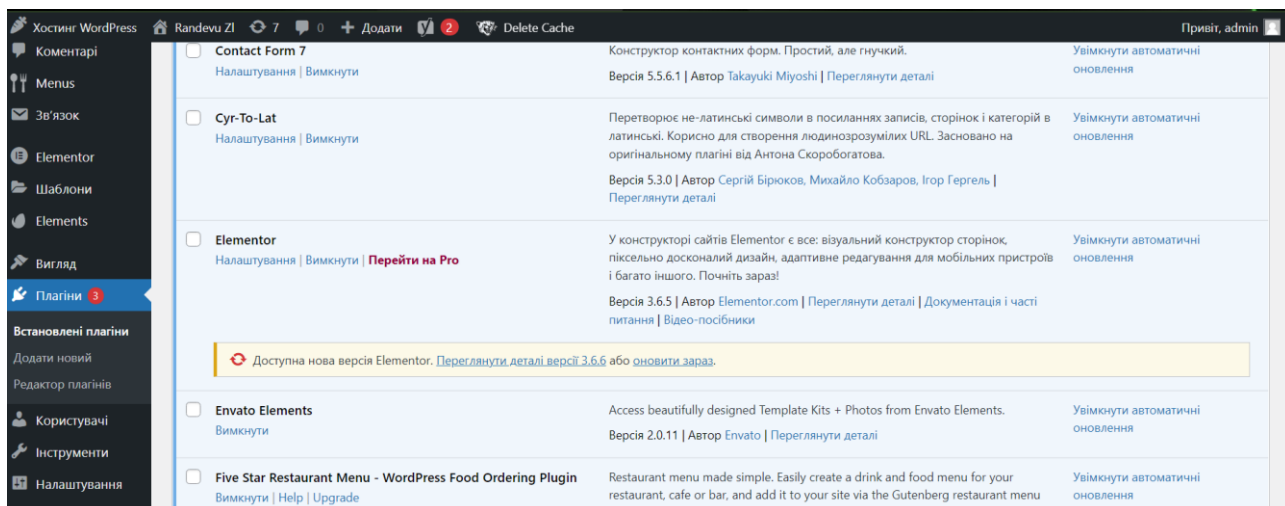 Хостинг WordPress Randevu Zl 7 0 Додати 2 Delete Cache Привіт, admin
Коментарі
Menus
Зв'язок
Elementor
Шаблони
Elements
Вигляд
Плагіни 3
Встановлені плагіни
Додати новий
Редактор плагінів
Користувачі
Інструменти
Налаштування
Contact Form 7
Налаштування | Вимкнути
Конструктор контактних форм. Простий, але гнучкий.
Версія 5.5.6.1 | Автор Takayuki Miyoshi | Переглянути деталі
Увімкнути автоматичні
оновлення
Cyr-To-Lat
Налаштування | Вимкнути
Перетворює не-латинські символи в посиланнях записів, сторінок і категорій в
латинські. Корисно для створення людинозрозумілих URL. Засновано на
оригінальному плагіні від Антона Скоробогатова.
Версія 5.3.0 | Автор Сергій Бірюков, Михайло Кобзаров, Ігор Гергель |
Переглянути деталі
Увімкнути автоматичні
оновлення
Elementor
Налаштування | Вимкнути | Перейти на Pro
У конструкторі сайтів Elementor є все: візуальний конструктор сторінок,
піксельно досконалий дизайн, адаптивне редагування для мобільних пристроїв
і багато іншого. Почніть зараз!
Версія 3.6.5 | Автор Elementor.com | Переглянути деталі | Документація і часті
питання | Відео-посібники
Увімкнути автоматичні
оновлення
Доступна нова версія Elementor. Переглянути деталі версії 3.6.6 або оновити зараз.
Envato Elements
Вимкнути
Access beautifully designed Template Kits + Photos from Envato Elements.
Версія 2.0.11 | Автор Envato | Переглянути деталі
Увімкнути автоматичні
оновлення
Five Star Restaurant Menu - WordPress Food Ordering Plugin
Вимкнути | Help | Upgrade
Restaurant menu made simple. Easily create a drink and food menu for your
restaurant, cafe or bar, and add it to your site via the Gutenberg restaurant menu
Увімкнути автоматичні
оновлення